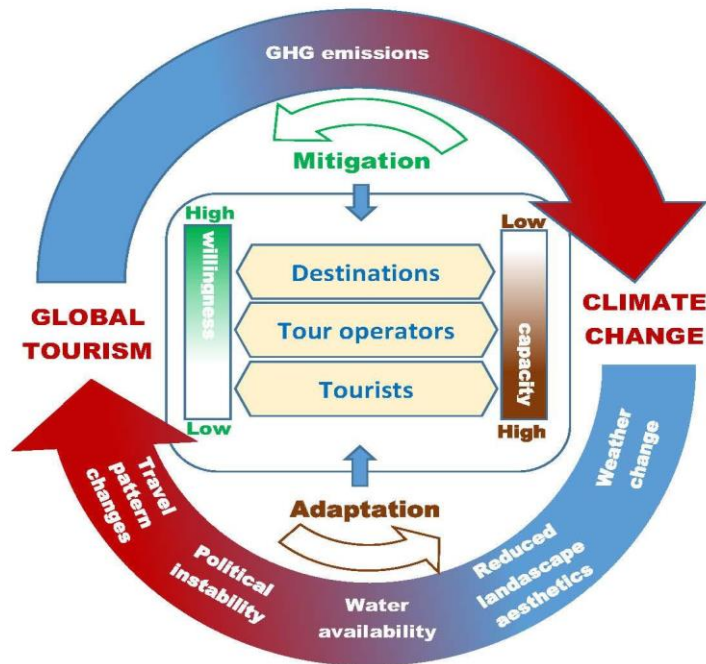 GHG emissions
Mitigation
High
Low
willingness
Destinations
Tour operators
Tourists
capacity
Low
High
GLOBAL
TOURISM
CLIMATE
CHANGE
Weather
change
Reduced
landascape
aesthetics
Water
availability
Political
instability
Travel
pattern
changes
Adaptation